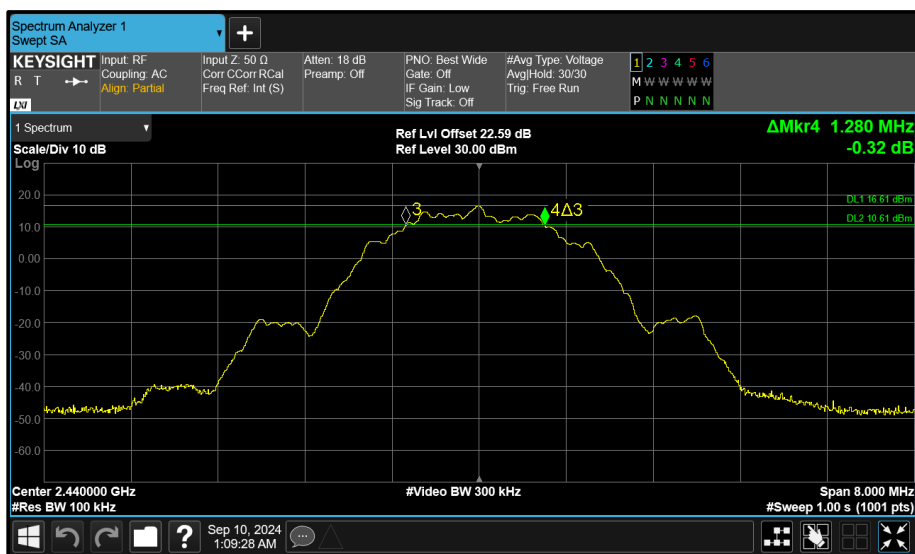 Spectrum Analyzer 1
Swept SA
KEYSIGHT
R T
LXI
Input: RF
Coupling: AC
Align: Partial
Input Z: 50 Ω
Corr CCorr RCal
Freq Ref: Int (S)
Atten: 18 dB
Preamp: Off
PNO: Best Wide
Gate: Off
IF Gain: Low
Sig Track: Off
#Avg Type: Voltage
Avg|Hold: 30/30
Trig: Free Run
1 2 3 4 5 6
M W W W W W
P N N N N N
1 Spectrum
Scale/Div 10 dB
Log
Ref Lvl Offset 22.59 dB
Ref Level 30.00 dBm
ΔMkr4 1.280 MHz
-0.32 dB
20.0
10.0
0.00
-10.0
-20.0
-30.0
-40.0
-50.0
-60.0
3
4Δ3
DL1 16.61 dBm
DL2 10.61 dBm
Center 2.440000 GHz
#Res BW 100 kHz
#Video BW 300 kHz
Span 8.000 MHz
#Sweep 1.00 s (1001 pts)
?
Sep 10, 2024
1:09:28 AM